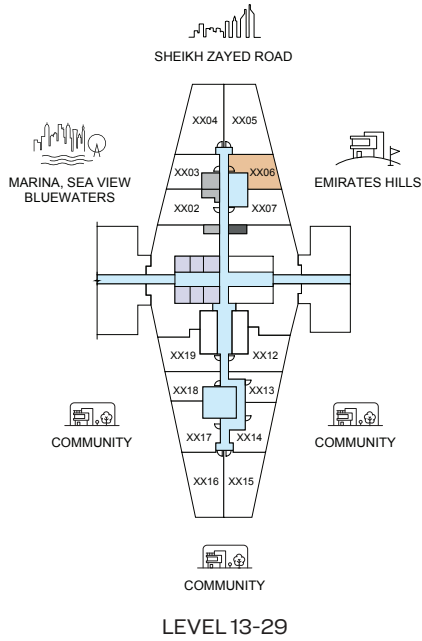 SHEIKH ZAYED ROAD
XX04 XX05
MARINA, SEA VIEW
BLUEWATERS
XX03 XX06
EMIRATES HILLS
XX02 XX07
XX19 XX12
XX18 XX13
COMMUNITY
XX17 XX14
COMMUNITY
XX16 XX15
COMMUNITY
LEVEL 13-29